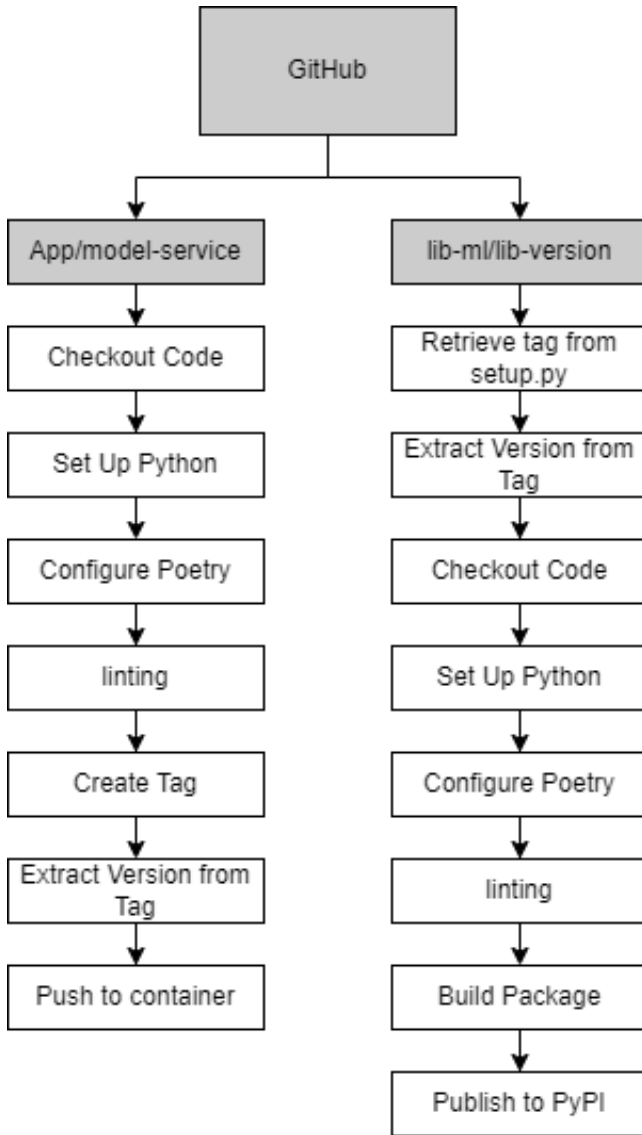 GitHub
App/model-service
Checkout Code
Set Up Python
Configure Poetry
linting
Create Tag
Extract Version from
Tag
Push to container
lib-ml/lib-version
Retrieve tag from
setup.py
Extract Version from
Tag
Checkout Code
Set Up Python
Configure Poetry
linting
Build Package
Publish to PyPI